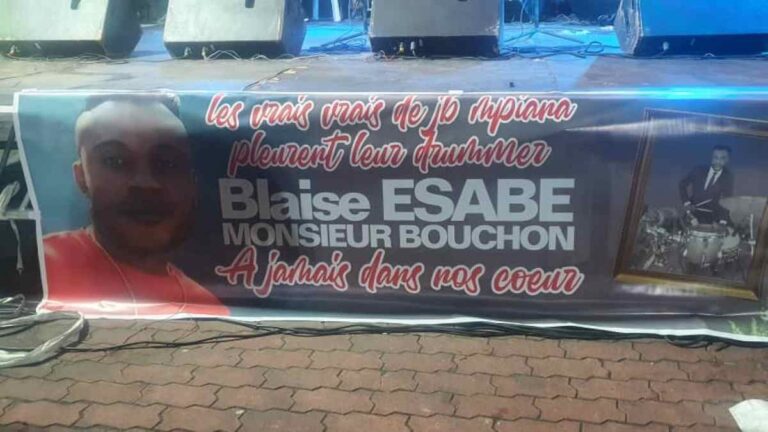 les vrais vrais de jb mpiana
pleurent leur drummer
Blaise ESABE
MONSIEUR BOUCHON
A jamais dans nos coeur